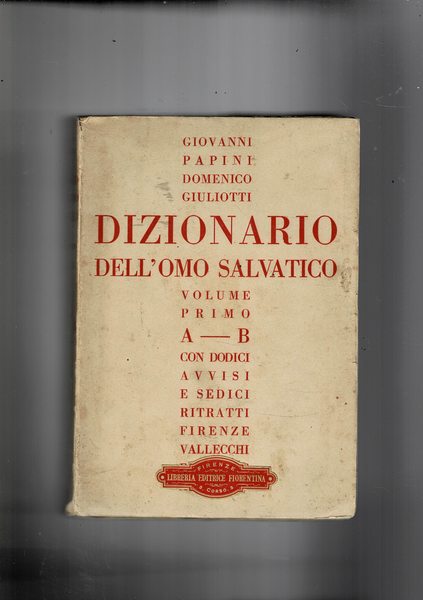 GIOVANNI
PAPINI
DOMENICO
GIULIOTTI
DIZIONARIO
DELL'OMO SALVATICO
VOLUME
PRIMO
A — B
CON DODICI
AVVISI
E SEDICI
RITRATTI
FIRENZE
VALLECCHI
FIRENZE
LIBRERIA EDITRICE FIORENTINA
CORSO